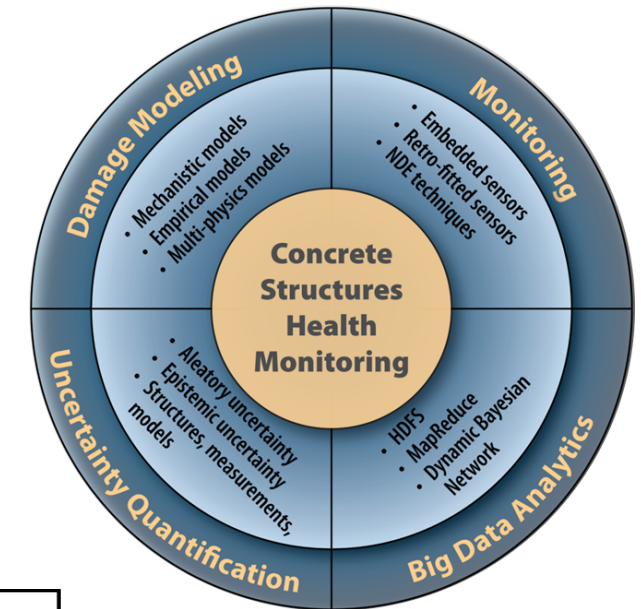 Damage Modeling
• Mechanistic models
• Empirical models
• Multi-physics models
Monitoring
• Embedded sensors
• Retro-fitted sensors
• NDE techniques
Concrete
Structures
Health
Monitoring
Uncertainty Quantification
• Aleatory uncertainty
• Epistemic uncertainty
• Structures, measurements,
models
Big Data Analytics
• HDFS
• MapReduce
• Dynamic Bayesian
Network